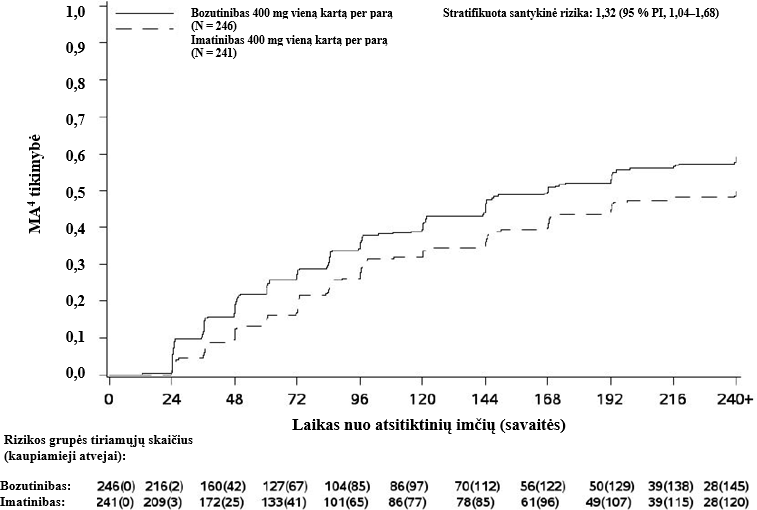 Bozutinibas 400 mg vieną kartą per parą
(N = 246)
Imatinibas 400 mg vieną kartą per parą
(N = 241)
Stratifikuota santykinė rizika: 1,32 (95 % PI, 1,04–1,68)
MA⁴ tikimybė
1,0
0,9
0,8
0,7
0,6
0,5
0,4
0,3
0,2
0,1
0,0
0 24 48 72 96 120 144 168 192 216 240+
Laikas nuo atsitiktinių imčių (savaitės)
Rizikos grupės tiriamųjų skaičius
(kaupiamieji atvejai):
Bozutinibas: 246(0) 216(2) 160(42) 127(67) 104(85) 86(97) 70(112) 56(122) 50(129) 39(138) 28(145)
Imatinibas: 241(0) 209(3) 172(25) 133(41) 101(65) 86(77) 78(85) 61(96) 49(107) 39(115) 28(120)